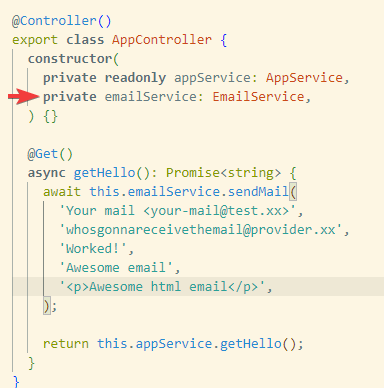 @Controller()
export class AppController {
constructor(
private readonly appService: AppService,
private emailService: EmailService,
) {}
@Get()
async getHello(): Promise<string> {
await this.emailService.sendMail(
'Your mail <your-mail@test.xx>',
'whosgonnareceivethemail@provider.xx',
'Worked!',
'Awesome email',
'<p>Awesome html email</p>',
);
return this.appService.getHello();
}
}